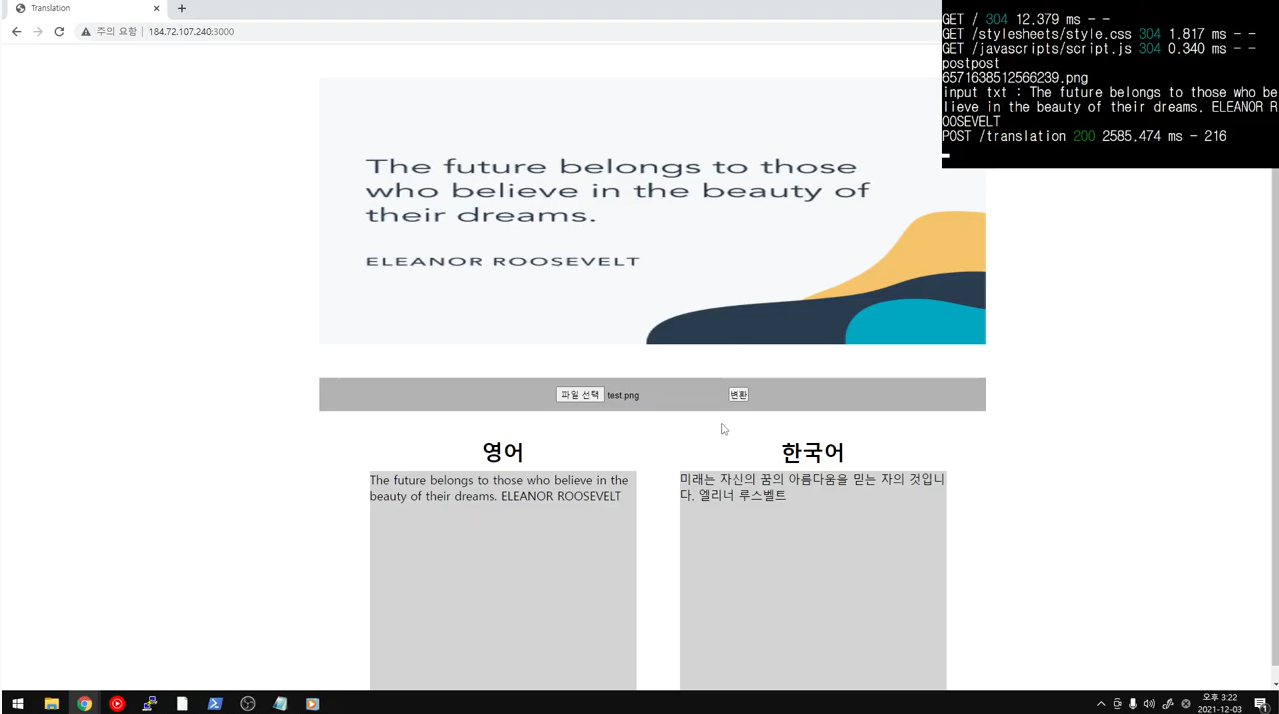 Translation
주의 요함
184.72.107.240:3000
GET / 304 12.379 ms - -
GET /stylesheets/style.css 304 1.817 ms - -
GET /javascripts/script.js 304 0.340 ms - -
postpost
6571638512566239.png
input txt : The future belongs to those who be
lieve in the beauty of their dreams. ELEANOR R
OOSEVELT
POST /translation 200 2585.474 ms - 216
The future belongs to those
who believe in the beauty of
their dreams.
ELEANOR ROOSEVELT
파일 선택 test.png
변환
영어
The future belongs to those who believe in the
beauty of their dreams. ELEANOR ROOSEVELT
한국어
미래는 자신의 꿈의 아름다움을 믿는 자의 것입니
다. 엘리너 루스벨트
오후 3:22
2021-12-03
1